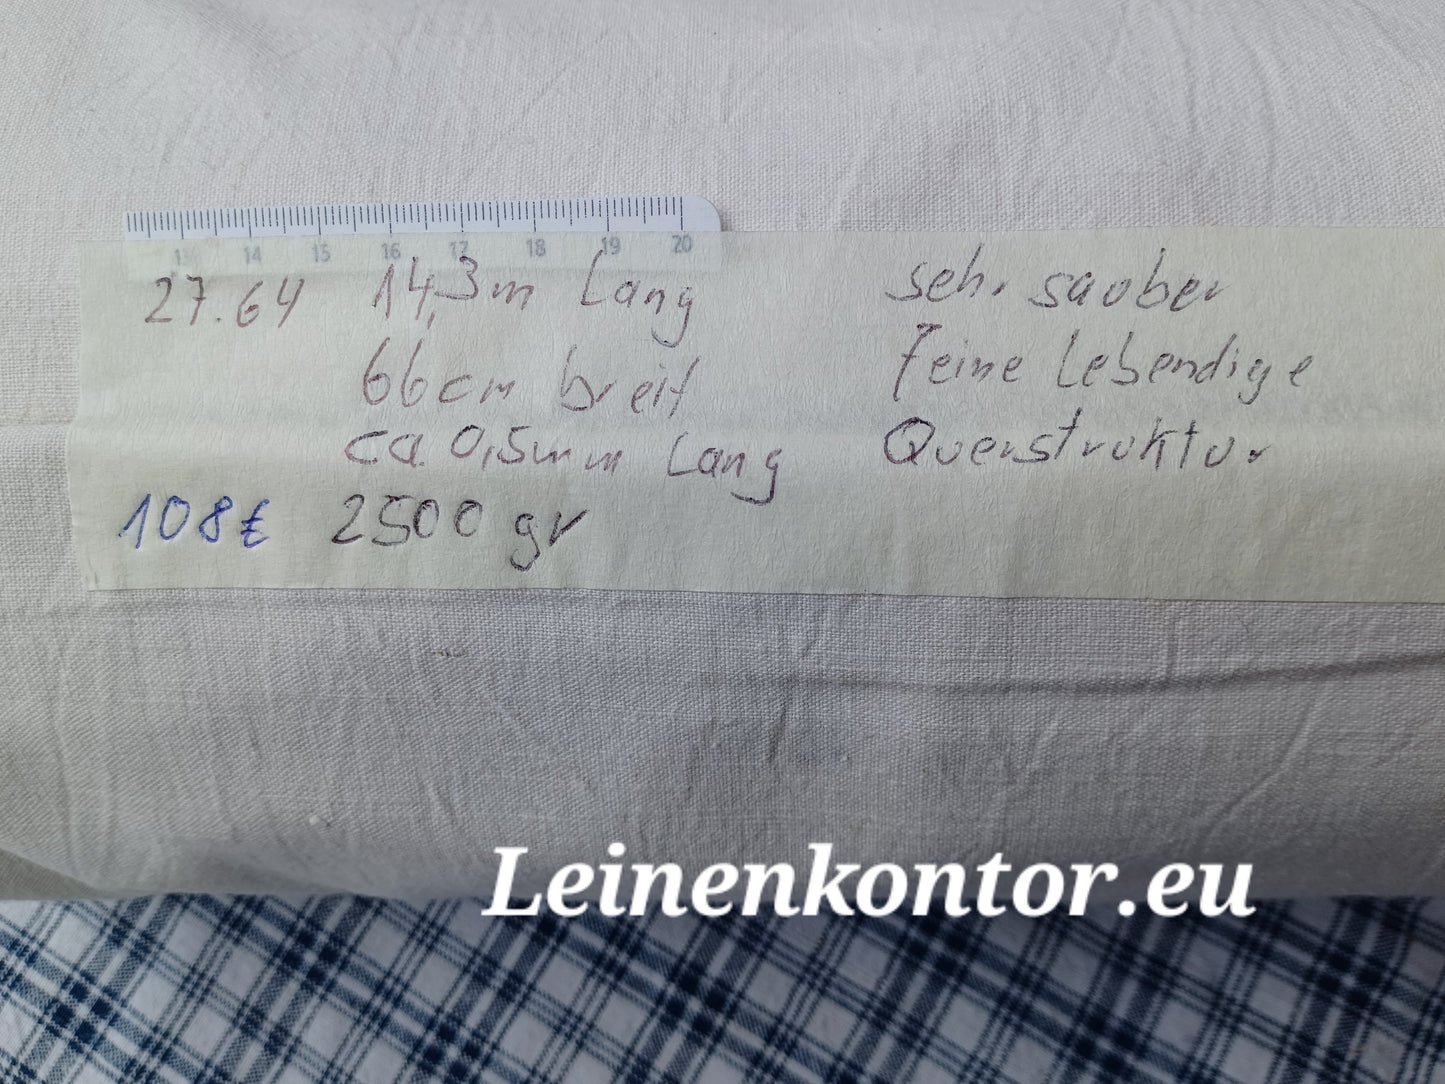 13 14 15 16 17 18 19 20
27.64 14,3m Lang
66cm breit
ca. 0,5mm Lang
108€ 2500 gr
sehr sauber
Feine Lebendige
Querstruktur
Leinenkontor.eu